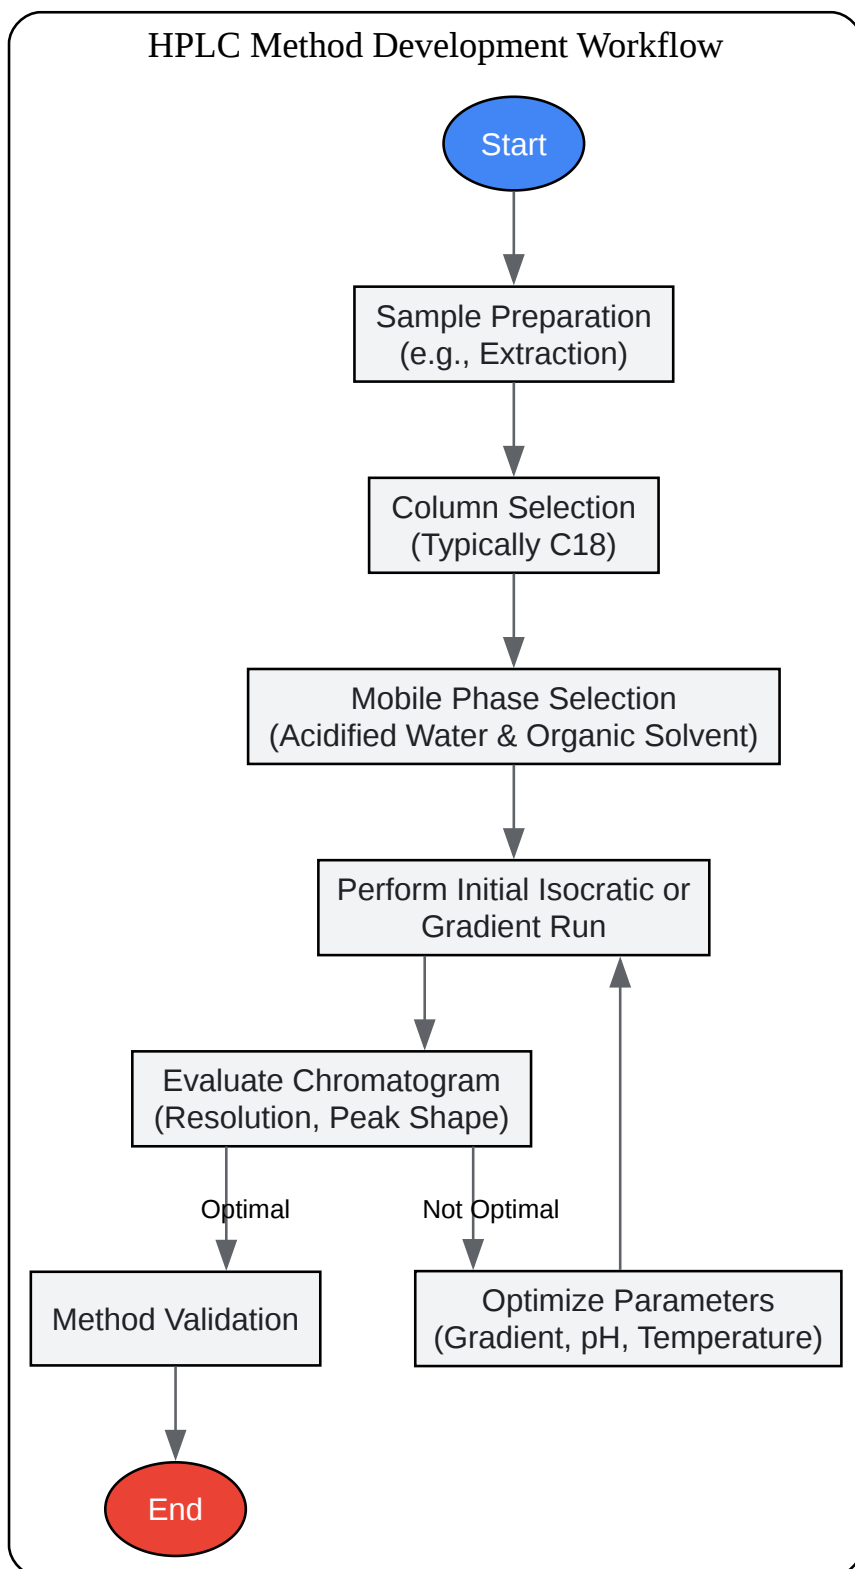 HPLC Method Development Workflow
Start
Sample Preparation
(e.g., Extraction)
Column Selection
(Typically C18)
Mobile Phase Selection
(Acidified Water & Organic Solvent)
Perform Initial Isocratic or
Gradient Run
Evaluate Chromatogram
(Resolution, Peak Shape)
Optimal
Not Optimal
Method Validation
Optimize Parameters
(Gradient, pH, Temperature)
End